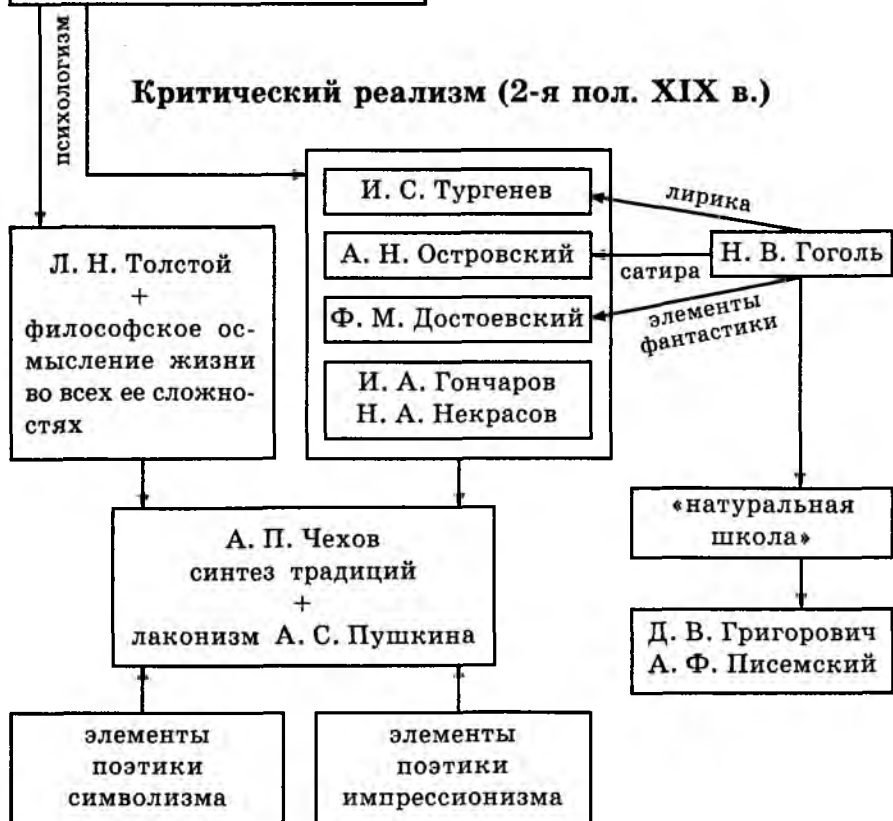 психологизм
Критический реализм (2-я пол. XIX в.)
И. С. Тургенев
лирика
А. Н. Островский
сатира
Н. В. Гоголь
Ф. М. Достоевский
элементы
фантастики
И. А. Гончаров
Н. А. Некрасов
Л. Н. Толстой
+
философское ос-
мысление жизни
во всех ее сложно-
стях
А. П. Чехов
синтез традиций
+
лаконизм А. С. Пушкина
«натуральная
школа»
Д. В. Григорович
А. Ф. Писемский
элементы
поэтики
символизма
элементы
поэтики
импрессионизма